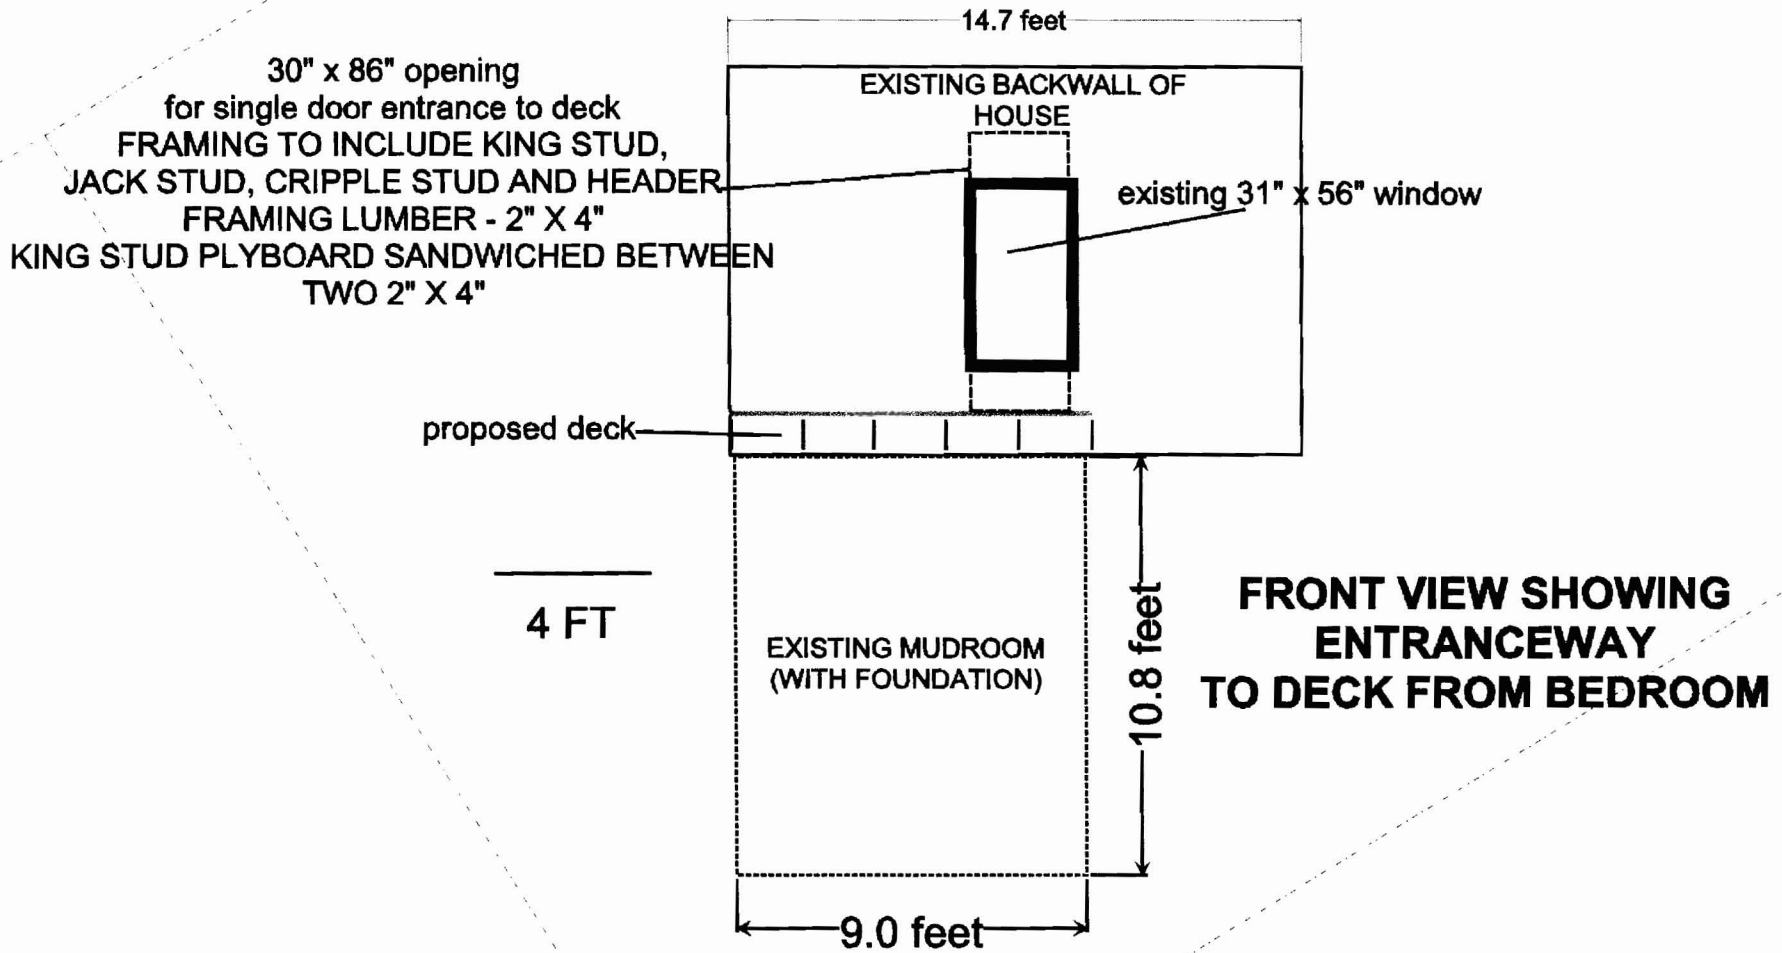 14.7 feet
30" x 86" opening
for single door entrance to deck
FRAMING TO INCLUDE KING STUD,
JACK STUD, CRIPPLE STUD AND HEADER
FRAMING LUMBER - 2" X 4"
KING STUD PLYBOARD SANDWICHED BETWEEN
TWO 2" X 4"
EXISTING BACKWALL OF
HOUSE
existing 31" x 56" window
proposed deck
4 FT
EXISTING MUDROOM
(WITH FOUNDATION)
10.8 feet
9.0 feet
FRONT VIEW SHOWING
ENTRANCEWAY
TO DECK FROM BEDROOM